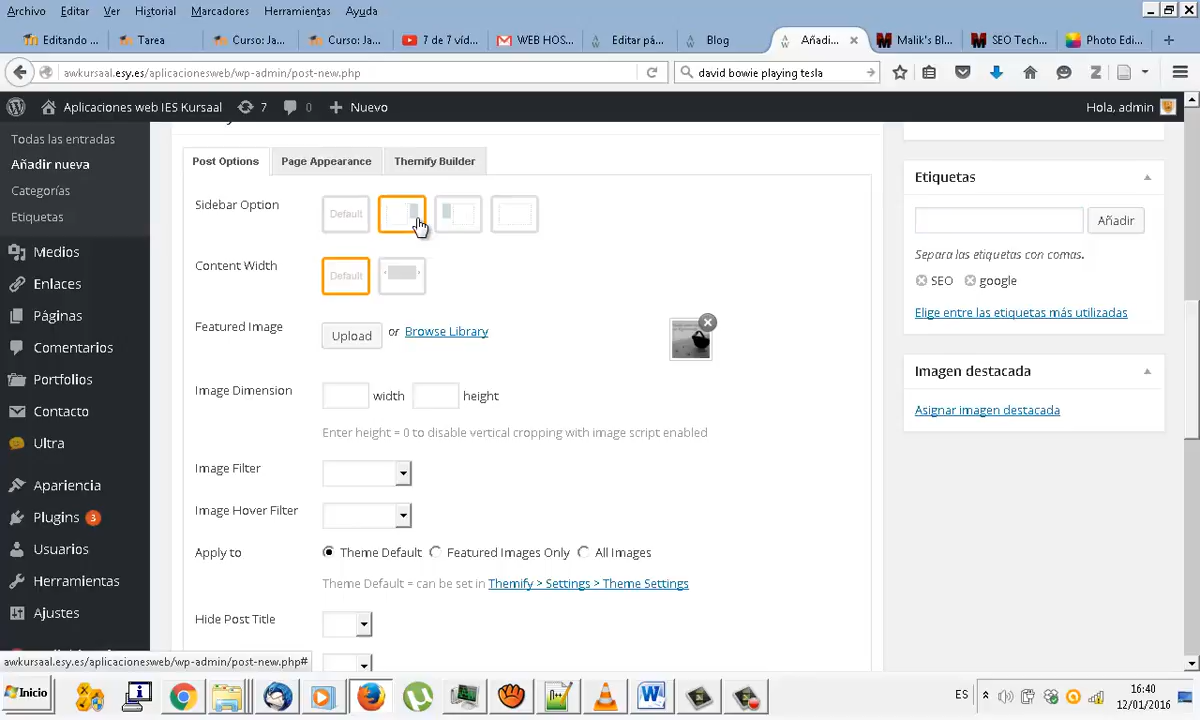 Archivo Editar Ver Historial Marcadores Herramientas Ayuda
Editando ... Tarea Curso: Ja... Curso: Ja... 7 de 7 víd... WEB HOS... Editar pá... Blog Añadi... Malik's Bl... SEO Tech... Photo Edi...
awkursaal.esy.es/aplicacionesweb/wp-admin/post-new.php
david bowie playing tesla
Aplicaciones web IES Kursaal 7 0 Nuevo Hola, admin
Todas las entradas
Añadir nueva
Categorías
Etiquetas
Medios
Enlaces
Páginas
Comentarios
Portfolios
Contacto
Ultra
Apariencia
Plugins 3
Usuarios
Herramientas
Ajustes
Post Options Page Appearance Themify Builder
Sidebar Option Default
Content Width Default
Featured Image Upload or Browse Library
Image Dimension width height
Enter height = 0 to disable vertical cropping with image script enabled
Image Filter
Image Hover Filter
Apply to Theme Default Featured Images Only All Images
Theme Default = can be set in Themify > Settings > Theme Settings
Hide Post Title
Etiquetas
Añadir
Separa las etiquetas con comas.
SEO google
Elige entre las etiquetas más utilizadas
Imagen destacada
Asignar imagen destacada
awkursaal.esy.es/aplicacionesweb/wp-admin/post-new.php#
Inicio
ES
16:40
12/01/2016